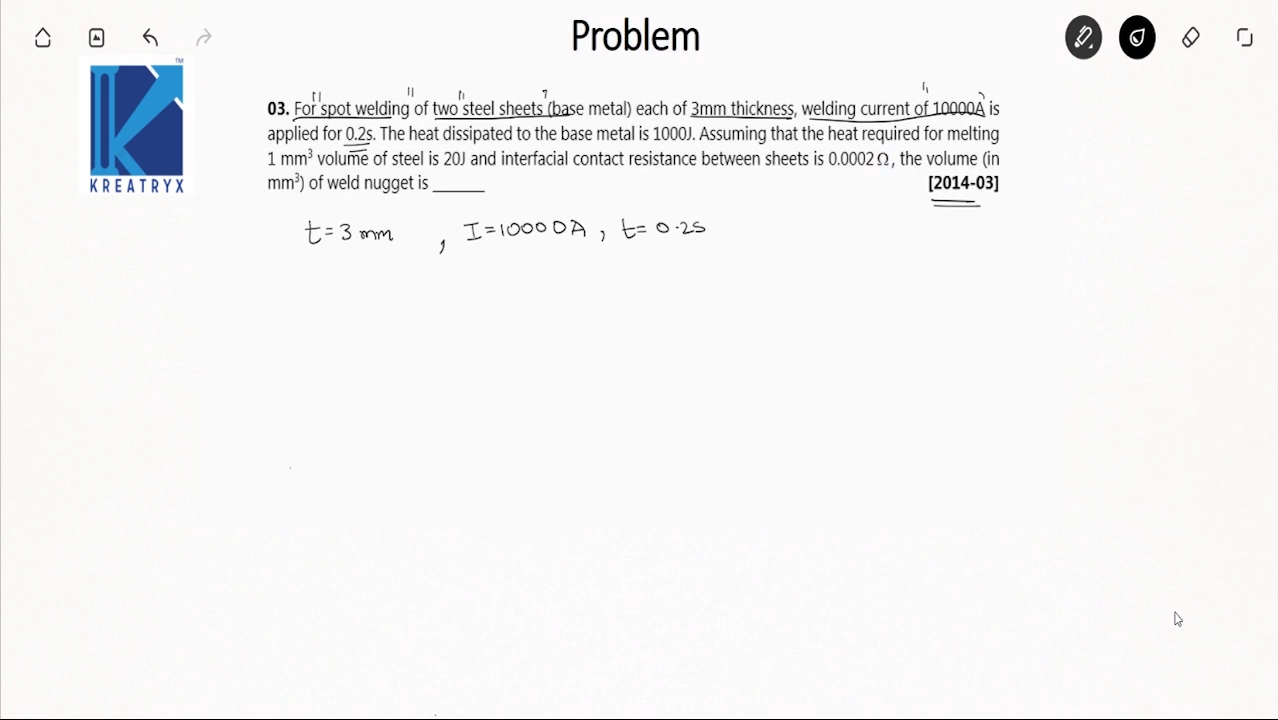 Problem
TM
KREATRYX
03. For spot welding of two steel sheets (base metal) each of 3mm thickness, welding current of 10000A is
applied for 0.2s. The heat dissipated to the base metal is 1000J. Assuming that the heat required for melting
1 mm³ volume of steel is 20J and interfacial contact resistance between sheets is 0.0002 Ω, the volume (in
mm³) of weld nugget is ______
[2014-03]
t = 3 mm , I = 10000A , t = 0.2s